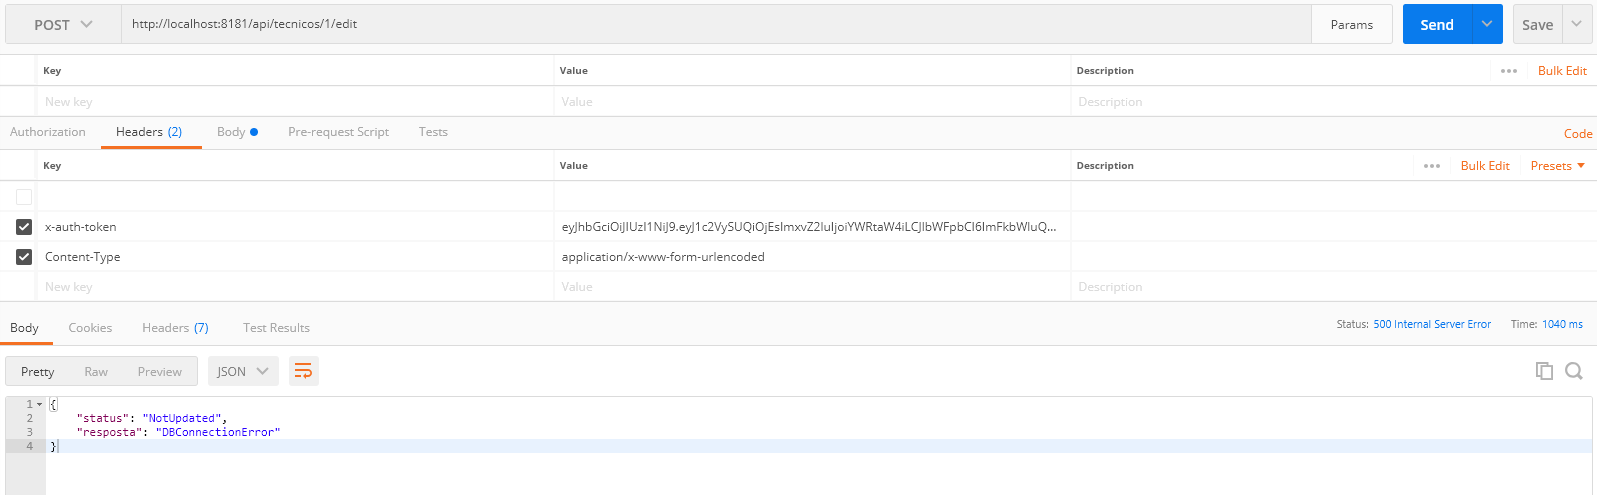 POST http://localhost:8181/api/tecnicos/1/edit Params Send Save
Key Value Description Bulk Edit
New key Value Description
Authorization Headers (2) Body Pre-request Script Tests Code
Key Value Description Bulk Edit Presets
x-auth-token eyJhbGciOiJIUzI1NiJ9.eyJ1c2VySUQiOjEsImxvZ2luIjoiYWRtaW4iLCJlbWFpbCI6ImFkbWluQ...
Content-Type application/x-www-form-urlencoded
New key Value Description
Body Cookies Headers (7) Test Results Status: 500 Internal Server Error Time: 1040 ms
Pretty Raw Preview JSON
1 {
2 "status": "NotUpdated",
3 "resposta": "DBConnectionError"
4 }